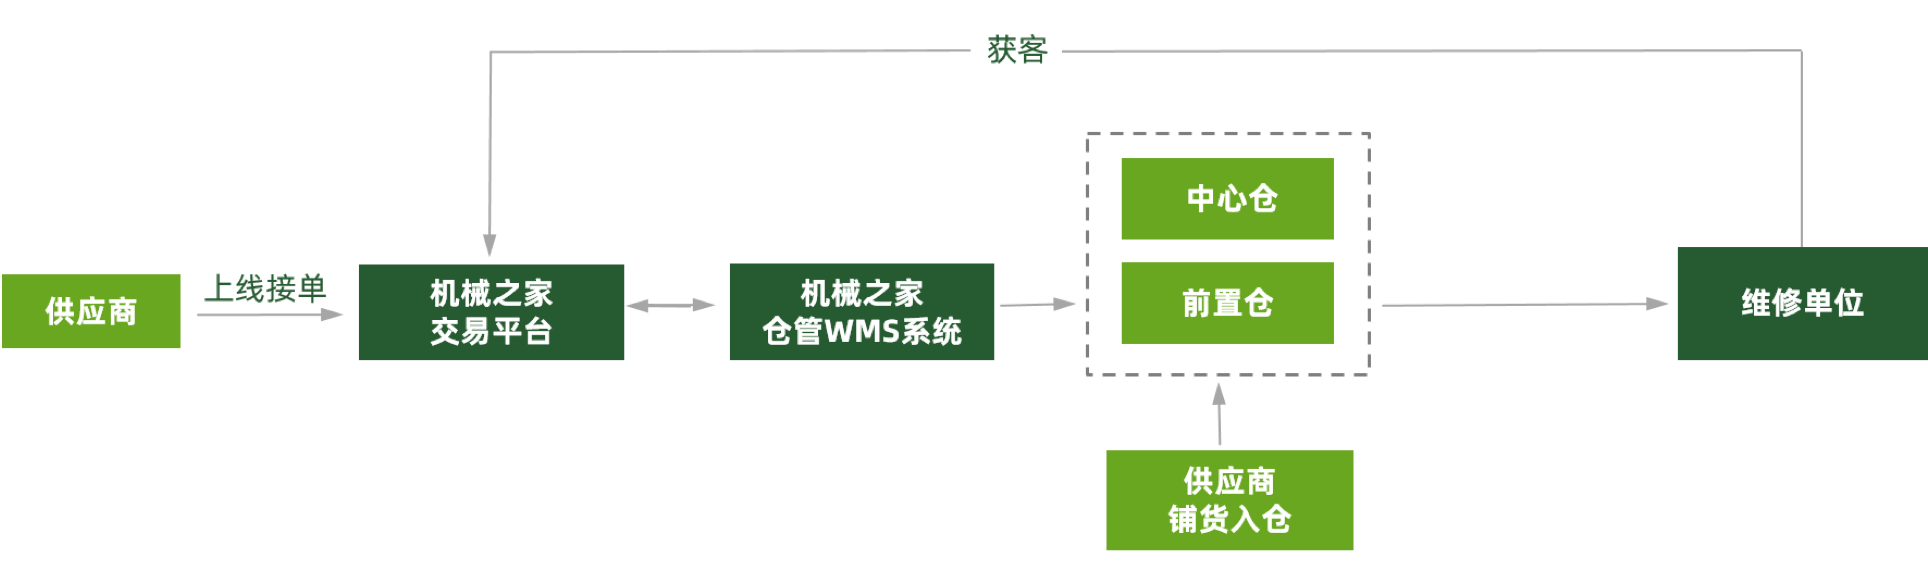 获客
中心仓
供应商
上线接单
机械之家
交易平台
机械之家
仓管WMS系统
前置仓
维修单位
供应商
铺货入仓